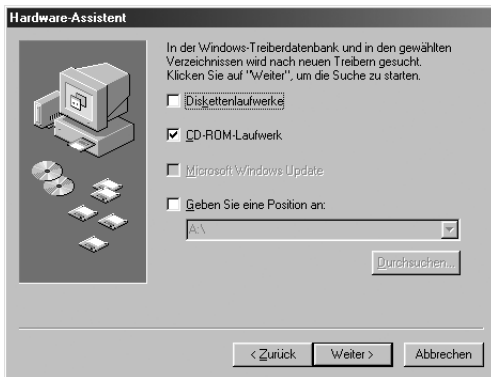 Hardware-Assistent
In der Windows-Treiberdatenbank und in den gewählten
Verzeichnissen wird nach neuen Treibern gesucht.
Klicken Sie auf "Weiter", um die Suche zu starten.
Diskettenlaufwerke
CD-ROM-Laufwerk
Microsoft Windows Update
Geben Sie eine Position an:
A:\
Durchsuchen...
< Zurück Weiter > Abbrechen